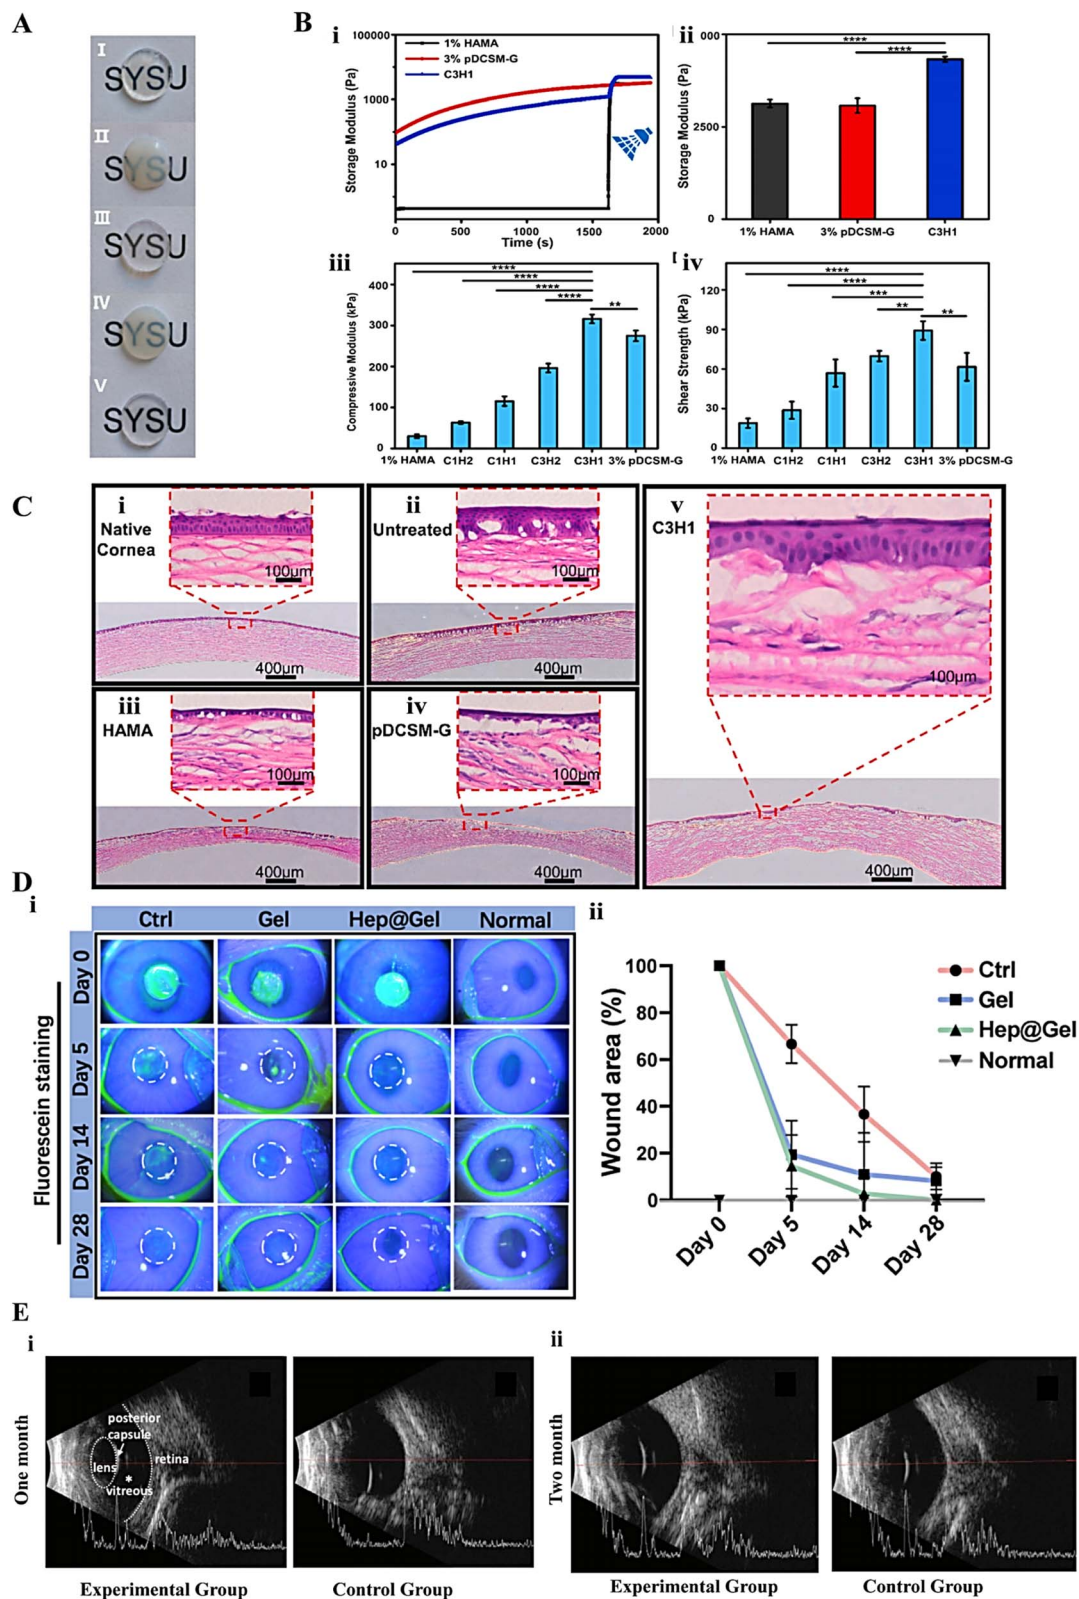 A
I
SYSU
II
SYSU
III
SYSU
IV
SYSU
V
SYSU
B
i
100000
1000
10
Storage Modulus (Pa)
1% HAMA
3% pDCSM-G
C3H1
0
500
1000
1500
2000
Time (s)
ii
000
2500
0
Storage Modulus (Pa)
****
****
1% HAMA
3% pDCSM-G
C3H1
iii
400
300
200
100
0
Compressive Modulus (kPa)
****
****
****
****
**
1% HAMA
C1H2
C1H1
C3H2
C3H1
3% pDCSM-G
iv
120
90
60
30
0
Shear Strength (kPa)
****
****
***
**
**
1% HAMA
C1H2
C1H1
C3H2
C3H1
3% pDCSM-G
C
i
Native
Cornea
100μm
400μm
ii
Untreated
100μm
400μm
iii
HAMA
100μm
400μm
iv
pDCSM-G
100μm
400μm
v
C3H1
100μm
400μm
D
i
Ctrl
Gel
Hep@Gel
Normal
Fluorescein staining
Day 0
Day 5
Day 14
Day 28
ii
100
80
60
40
20
0
Wound area (%)
Ctrl
Gel
Hep@Gel
Normal
Day 0
Day 5
Day 14
Day 28
E
i
One month
posterior
capsule
lens
retina
*
vitreous
Experimental Group
Control Group
ii
Two month
Experimental Group
Control Group